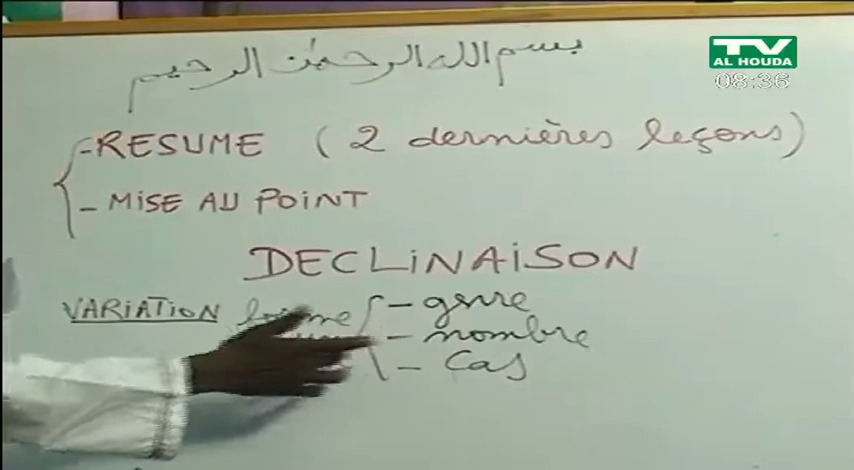 بسم الله الرحمن الرحيم
TV
AL HOUDA
08:36
- RESUME ( 2 dernières leçons)
- MISE AU POINT
DECLINAISON
VARIATION
- genre
- nombre
- Cas